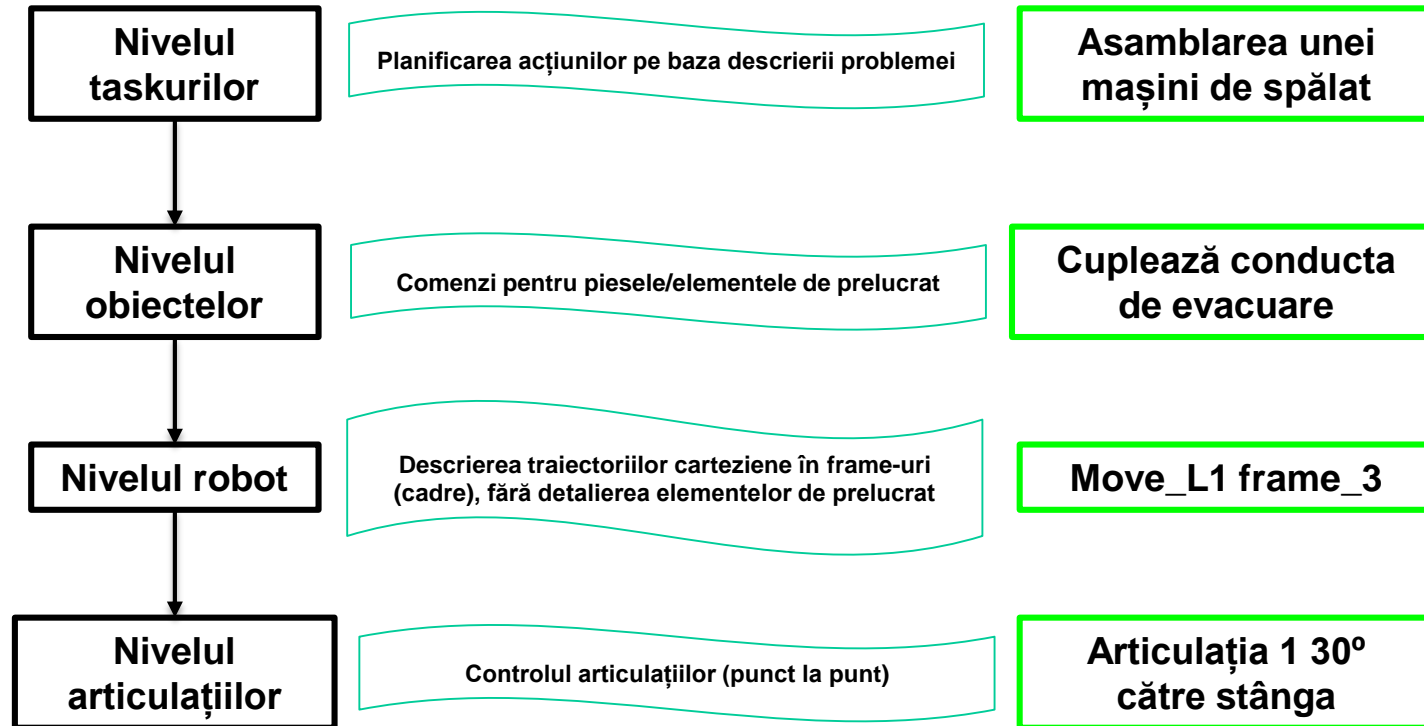 Nivelul
taskurilor
Planificarea acțiunilor pe baza descrierii problemei
Asamblarea unei
mașini de spălat
Nivelul
obiectelor
Comenzi pentru piesele/elementele de prelucrat
Cuplează conducta
de evacuare
Nivelul robot
Descrierea traiectoriilor carteziene în frame-uri
(cadre), fără detalierea elementelor de prelucrat
Move_L1 frame_3
Nivelul
articulațiilor
Controlul articulațiilor (punct la punt)
Articulația 1 30º
către stânga